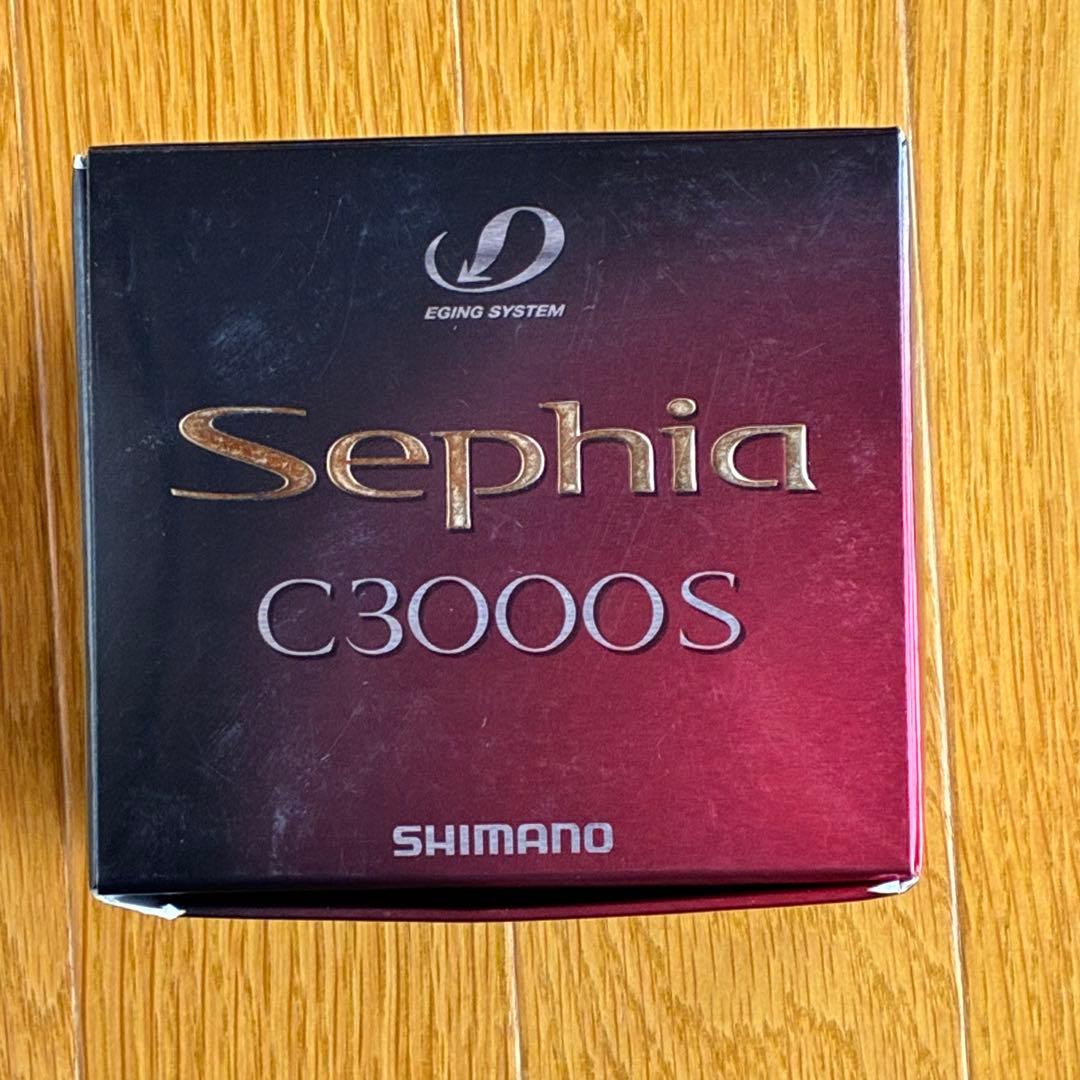 EGING SYSTEM
Sephia
C3000S
SHIMANO